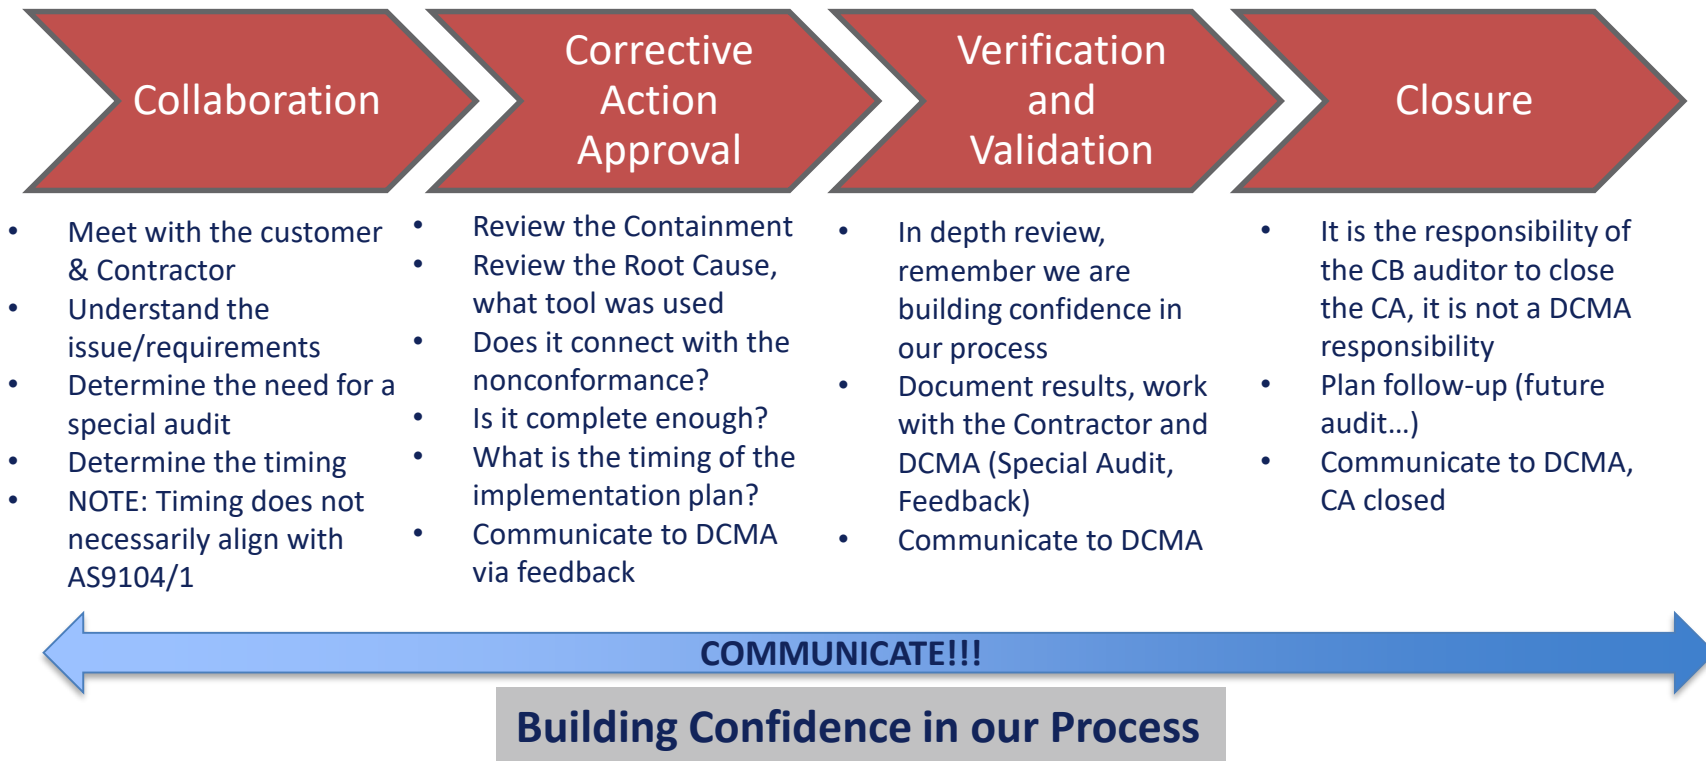 Collaboration
Corrective
Action
Approval
Verification
and
Validation
Closure
• Meet with the customer
& Contractor
• Understand the
issue/requirements
• Determine the need for a
special audit
• Determine the timing
• NOTE: Timing does not
necessarily align with
AS9104/1
• Review the Containment
• Review the Root Cause,
what tool was used
• Does it connect with the
nonconformance?
• Is it complete enough?
• What is the timing of the
implementation plan?
• Communicate to DCMA
via feedback
• In depth review,
remember we are
building confidence in
our process
• Document results, work
with the Contractor and
DCMA (Special Audit,
Feedback)
• Communicate to DCMA
• It is the responsibility of
the CB auditor to close
the CA, it is not a DCMA
responsibility
• Plan follow-up (future
audit…)
• Communicate to DCMA,
CA closed
COMMUNICATE!!!
Building Confidence in our Process